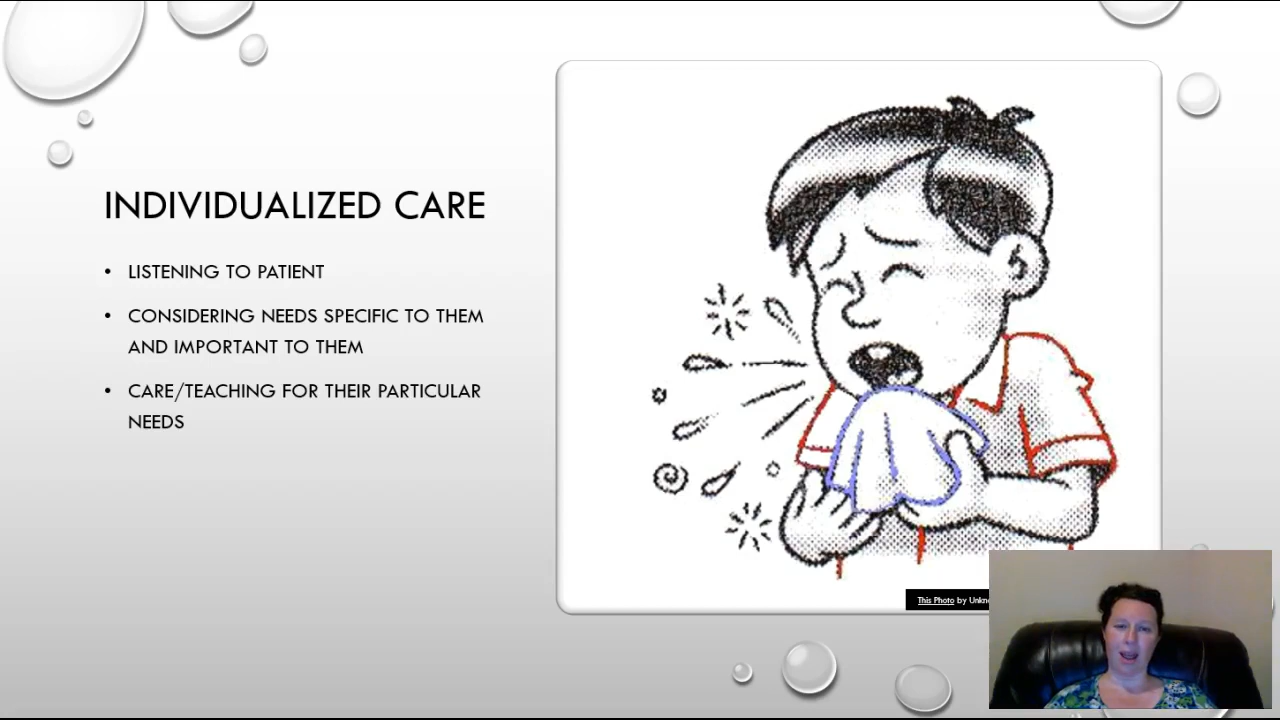 INDIVIDUALIZED CARE
• LISTENING TO PATIENT
• CONSIDERING NEEDS SPECIFIC TO THEM
AND IMPORTANT TO THEM
• CARE/TEACHING FOR THEIR PARTICULAR
NEEDS
This Photo by